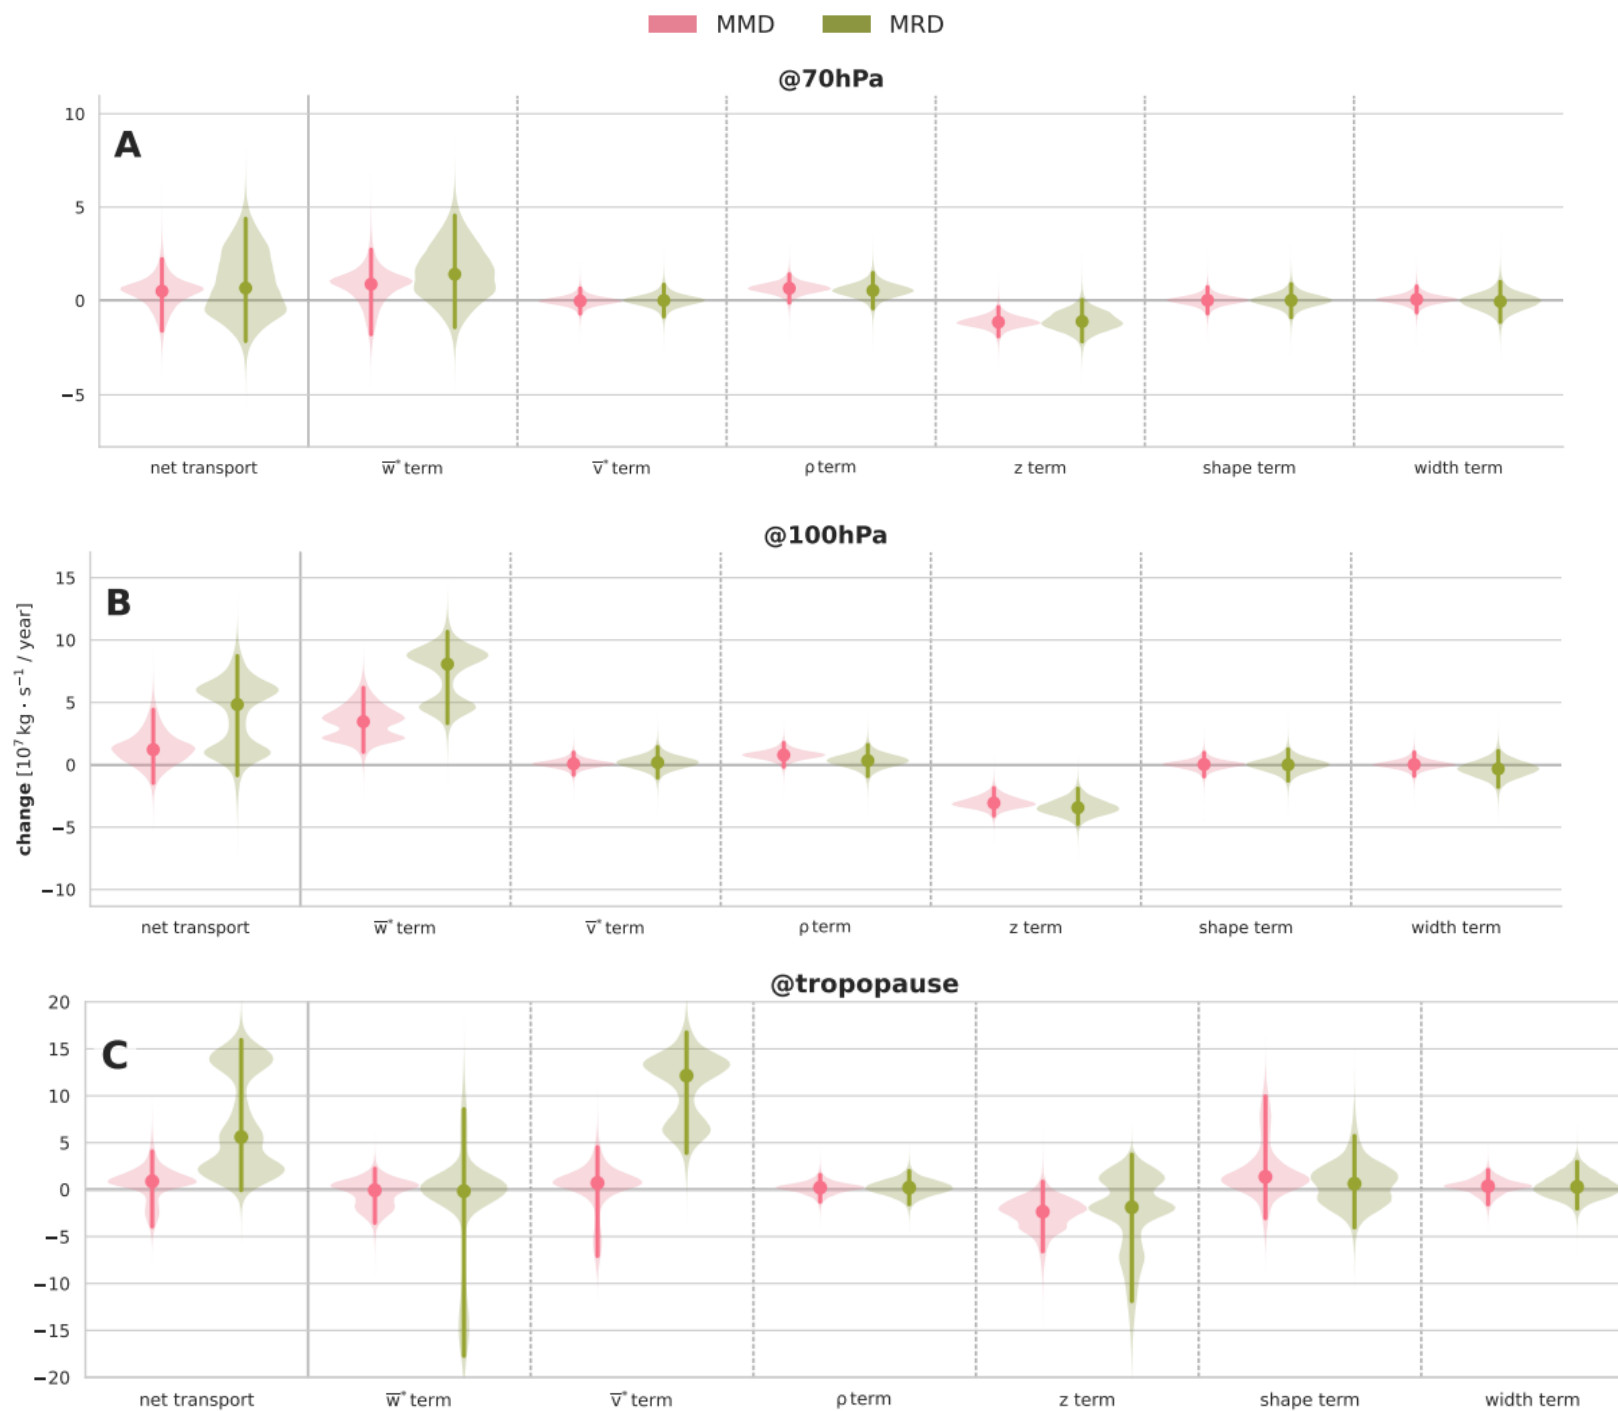 MMD MRD
@70hPa
A
10
5
0
−5
net transport w̅* term v̅* term ρ term z term shape term width term
@100hPa
B
change [10⁷ kg · s⁻¹ / year]
15
10
5
0
−5
−10
net transport w̅* term v̅* term ρ term z term shape term width term
@tropopause
C
20
15
10
5
0
−5
−10
−15
−20
net transport w̅* term v̅* term ρ term z term shape term width term